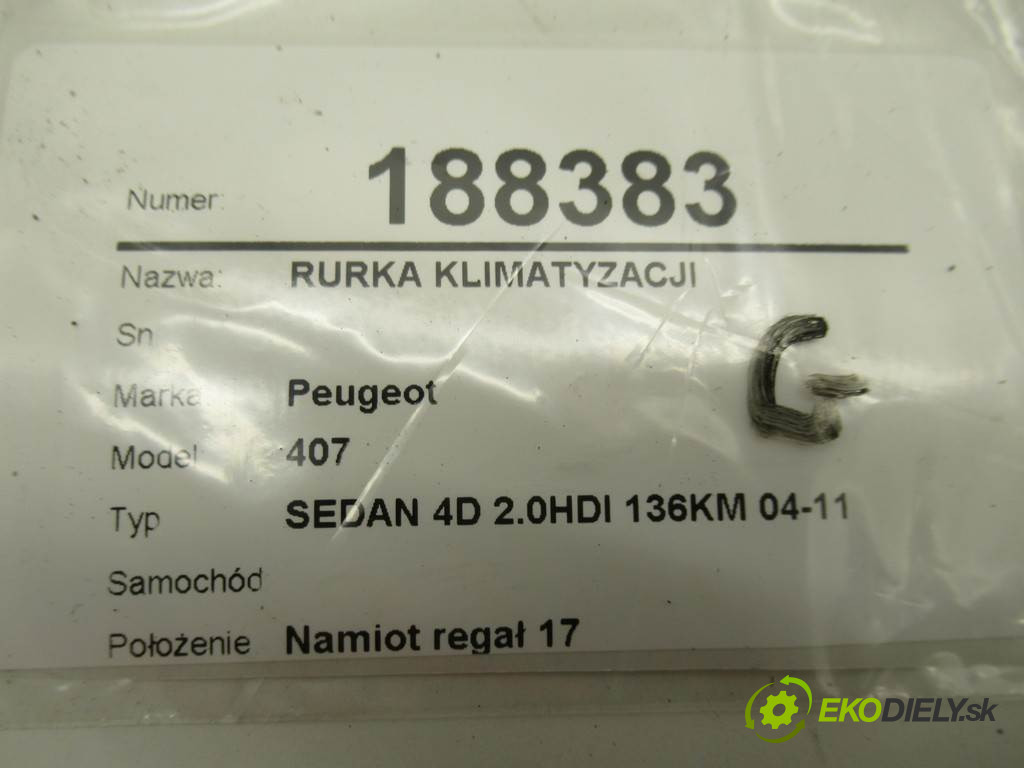 Numer: 188383
Nazwa: RURKA KLIMATYZACJI
Sn
G
Marka Peugeot
Model 407
Typ SEDAN 4D 2.0HDI 136KM 04-11
Samochód
Położenie Namiot regał 17
EKODIELY.sk